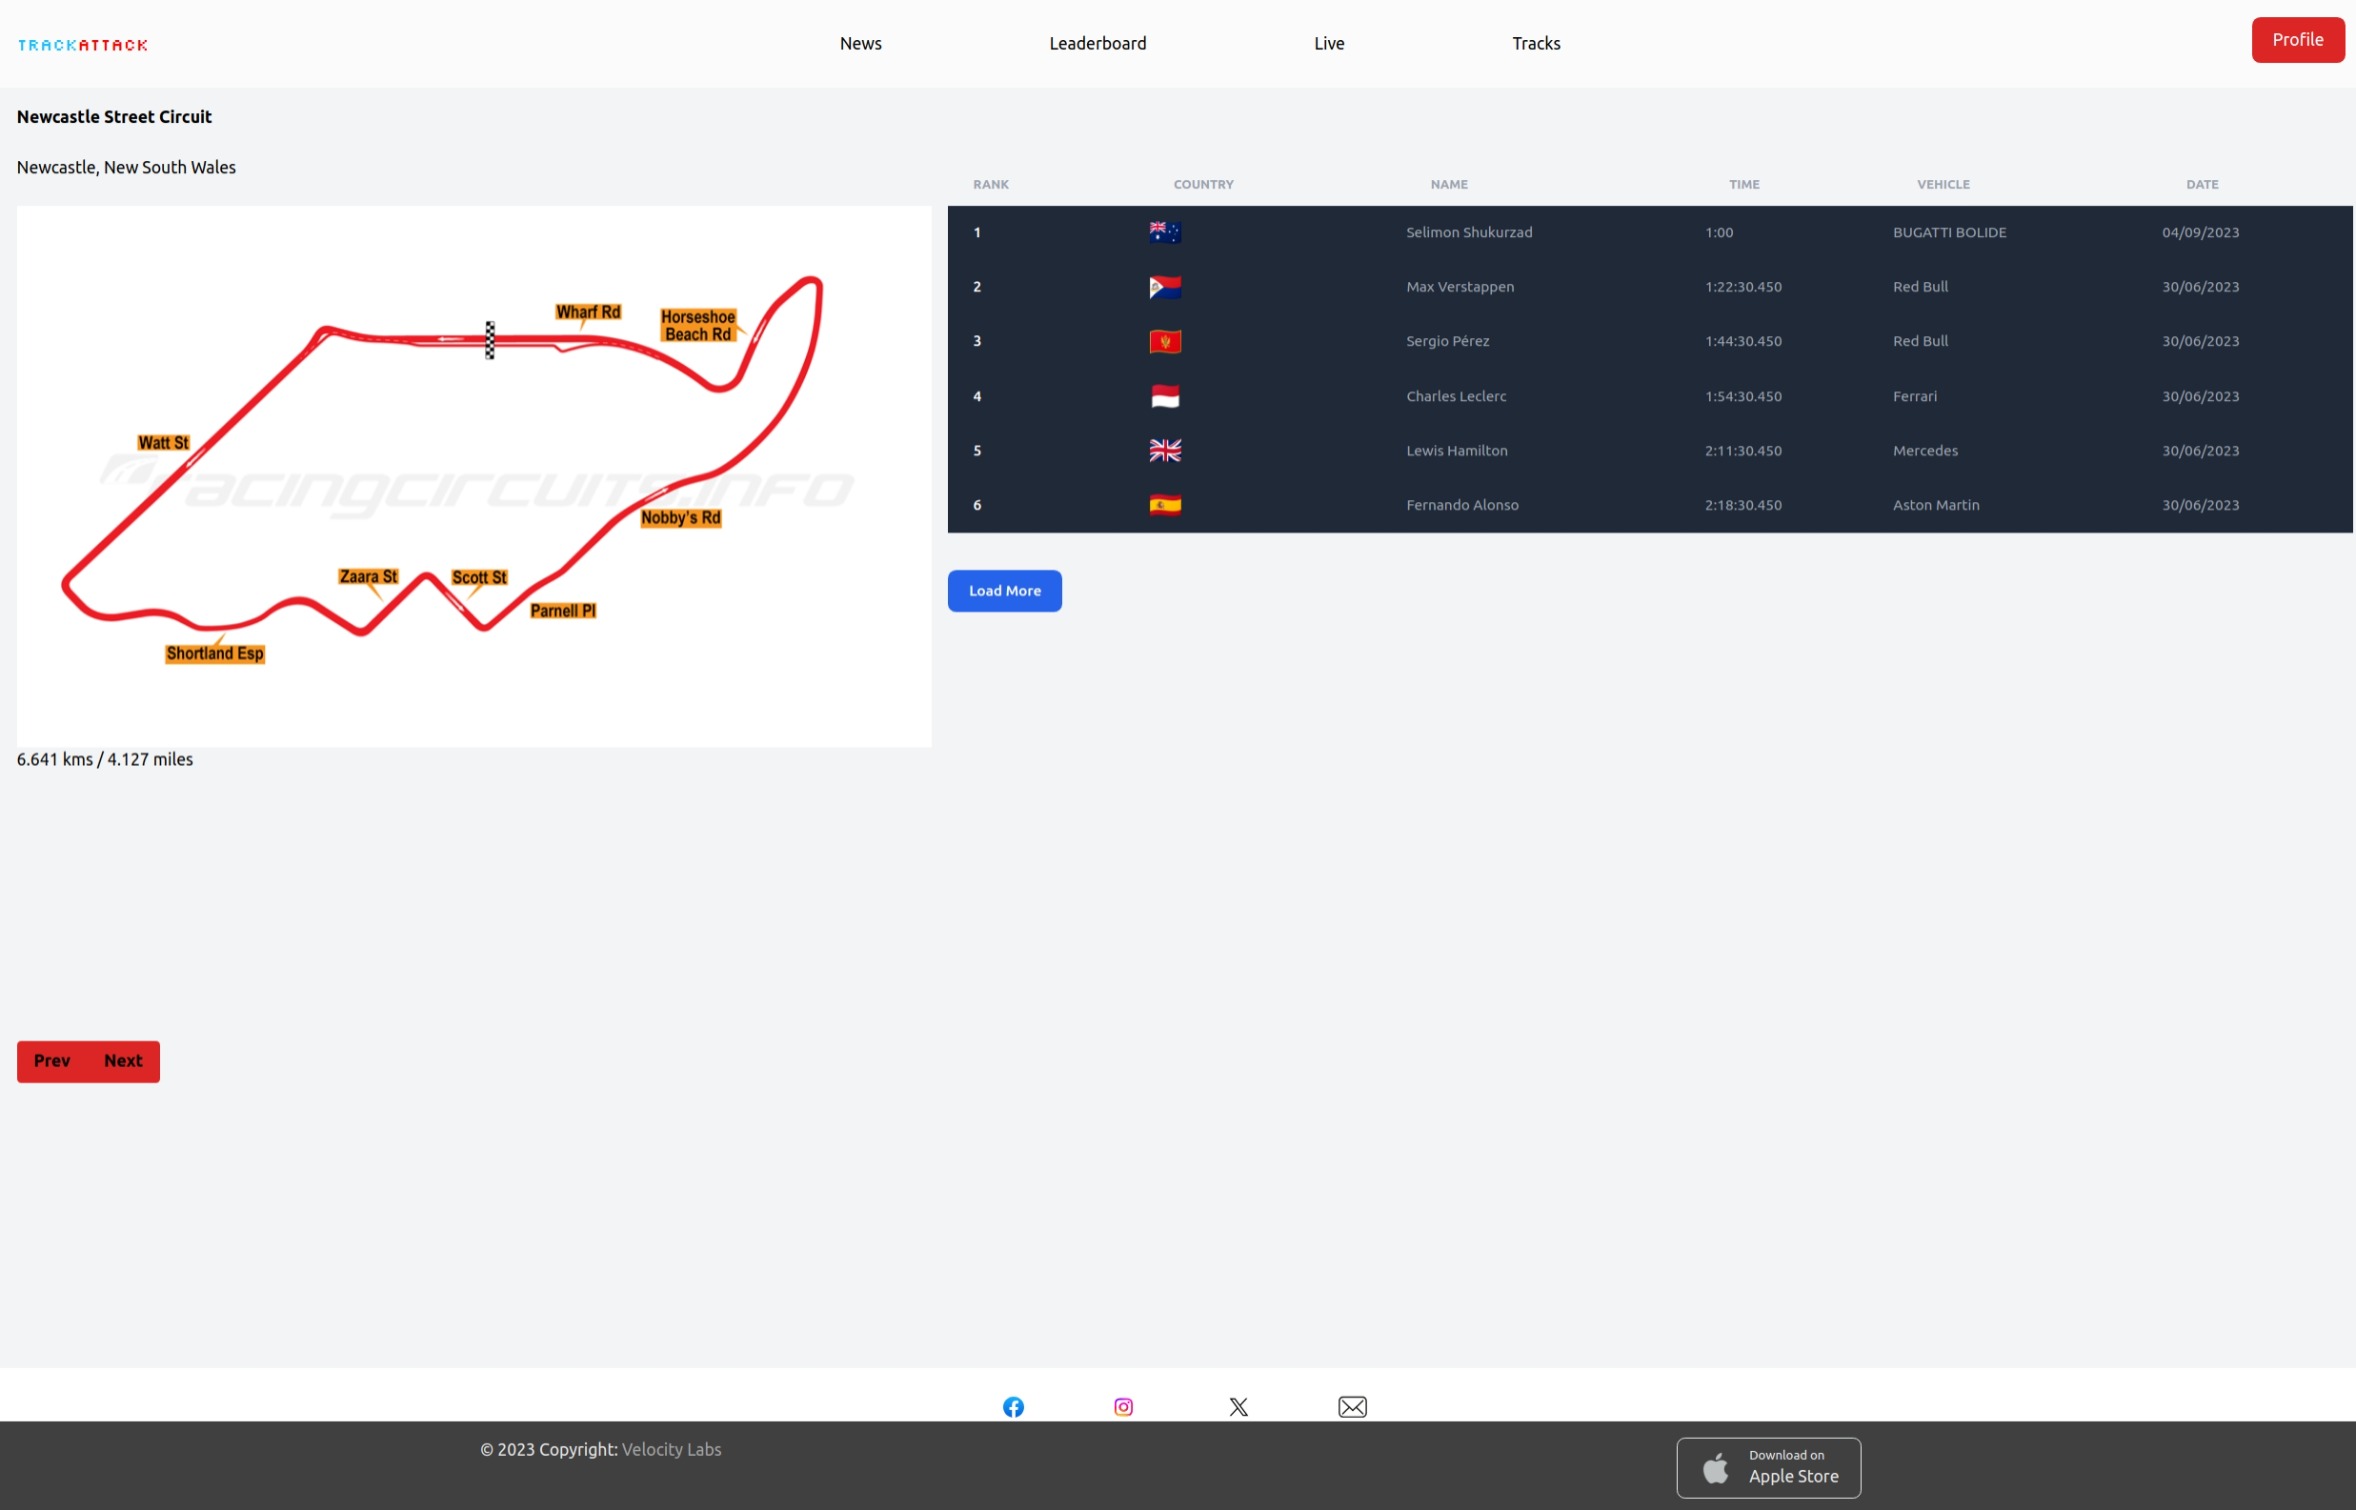 TRACKATTACK
News Leaderboard Live Tracks
Profile
Newcastle Street Circuit
Newcastle, New South Wales
Wharf Rd
Horseshoe
Beach Rd
Watt St
racingcircuits.info
Nobby's Rd
Zaara St
Scott St
Parnell Pl
Shortland Esp
6.641 kms / 4.127 miles
RANK COUNTRY NAME TIME VEHICLE DATE
1 Selimon Shukurzad 1:00 BUGATTI BOLIDE 04/09/2023
2 Max Verstappen 1:22:30.450 Red Bull 30/06/2023
3 Sergio Pérez 1:44:30.450 Red Bull 30/06/2023
4 Charles Leclerc 1:54:30.450 Ferrari 30/06/2023
5 Lewis Hamilton 2:11:30.450 Mercedes 30/06/2023
6 Fernando Alonso 2:18:30.450 Aston Martin 30/06/2023
Load More
Prev Next
© 2023 Copyright: Velocity Labs
Download on
Apple Store